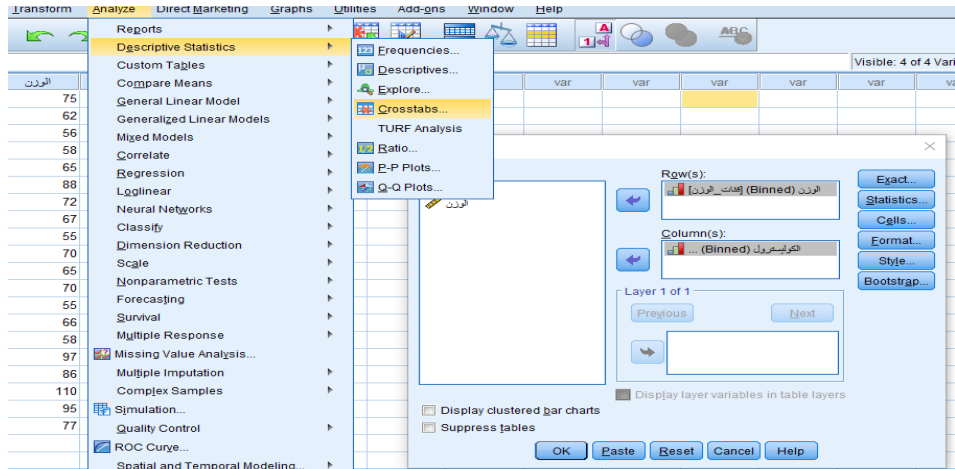 Transform Analyze Direct Marketing Graphs Utilities Add-ons Window Help
Visible: 4 of 4 Vari
الوزن
var var var var var va
75
62
56
58
65
88
72
67
55
70
65
70
55
66
58
97
86
110
95
77
Reports
Descriptive Statistics
Custom Tables
Compare Means
General Linear Model
Generalized Linear Models
Mixed Models
Correlate
Regression
Loglinear
Neural Networks
Classify
Dimension Reduction
Scale
Nonparametric Tests
Forecasting
Survival
Multiple Response
Missing Value Analysis...
Multiple Imputation
Complex Samples
Simulation...
Quality Control
ROC Curve...
Spatial and Temporal Modeling...
Frequencies...
Descriptives...
Explore...
Crosstabs...
TURF Analysis
Ratio...
P-P Plots...
Q-Q Plots...
الوزن
Row(s):
الوزن (Binned) [فئات_الوزن]
Column(s):
الكوليسترول (Binned) ...
Layer 1 of 1
Previous Next
Display layer variables in table layers
Exact...
Statistics...
Cells...
Format...
Style...
Bootstrap...
Display clustered bar charts
Suppress tables
OK Paste Reset Cancel Help